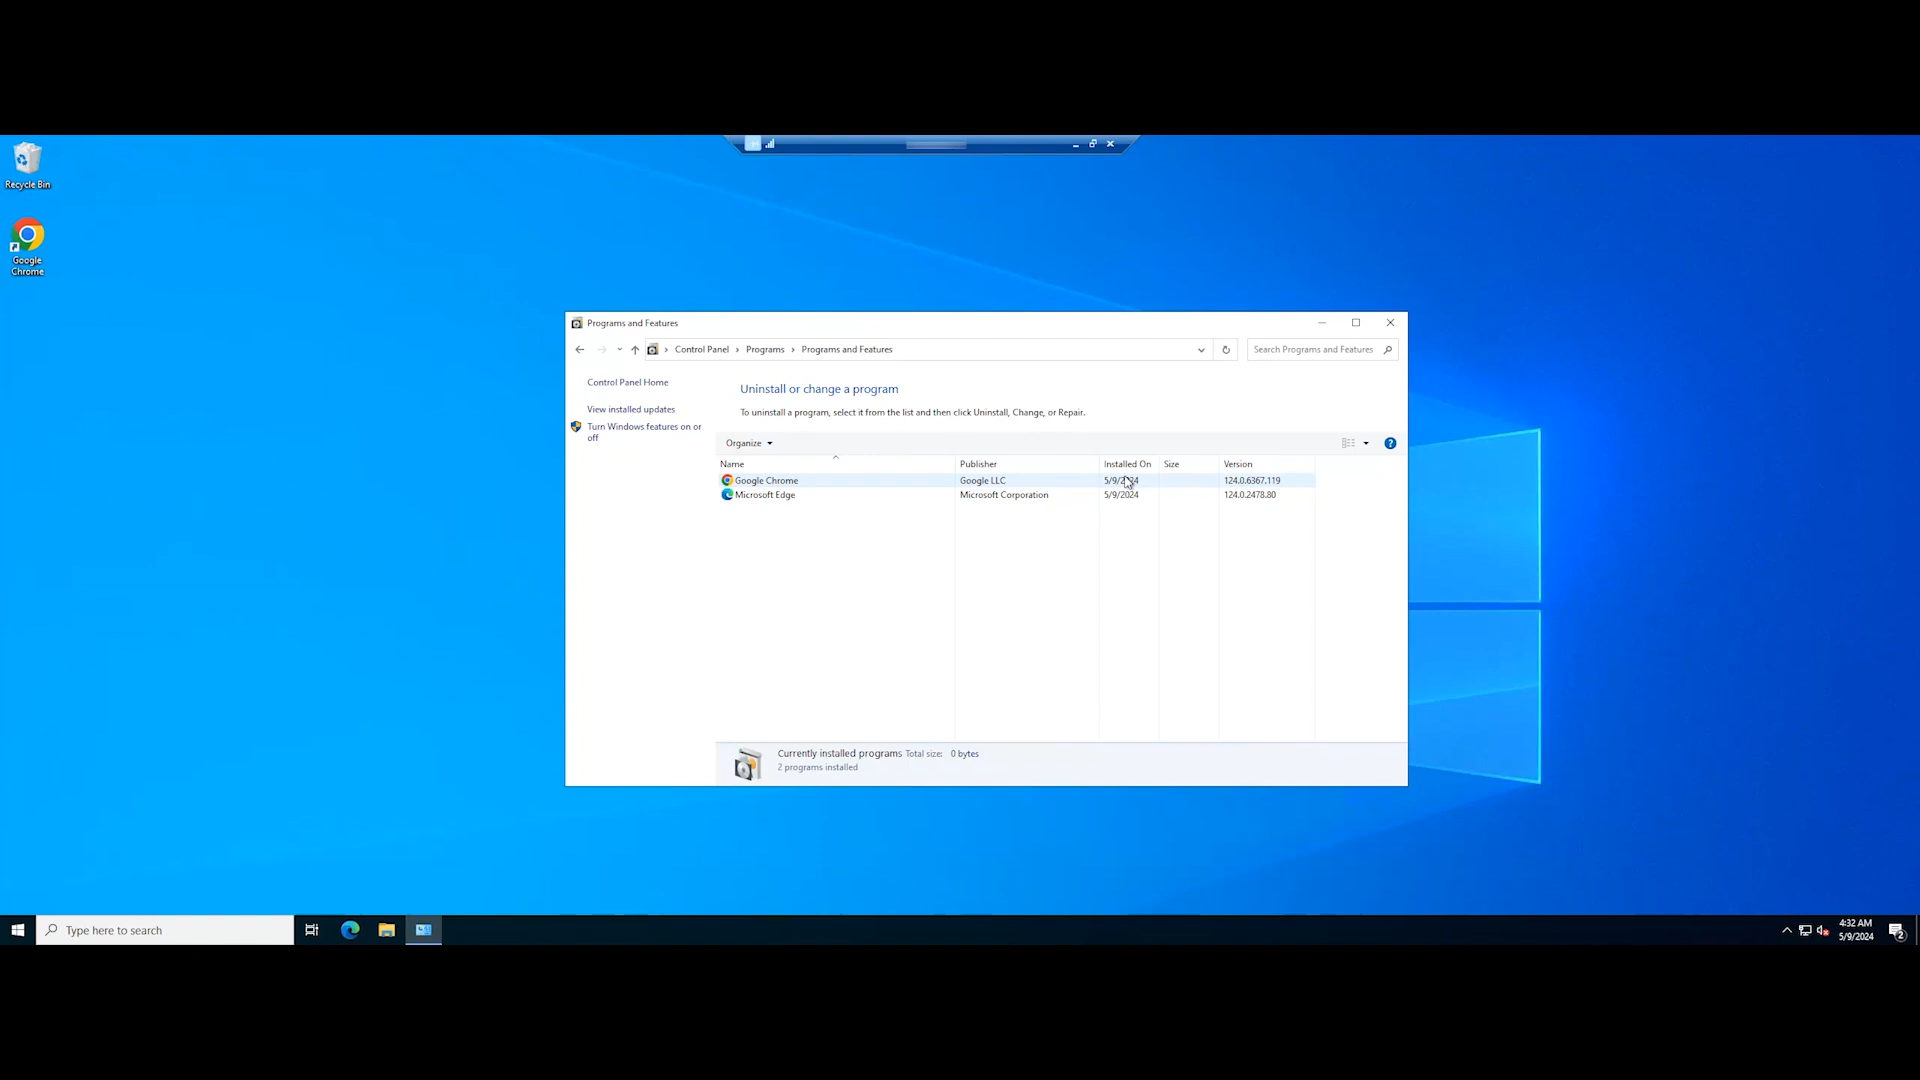 Recycle Bin
Google
Chrome
Programs and Features
Control Panel > Programs > Programs and Features
Search Programs and Features
Control Panel Home
View installed updates
Turn Windows features on or
off
Uninstall or change a program
To uninstall a program, select it from the list and then click Uninstall, Change, or Repair.
Organize
Name Publisher Installed On Size Version
Google Chrome Google LLC 5/9/2024 124.0.6367.119
Microsoft Edge Microsoft Corporation 5/9/2024 124.0.2478.80
Currently installed programs Total size: 0 bytes
2 programs installed
Type here to search
4:32 AM
5/9/2024
2